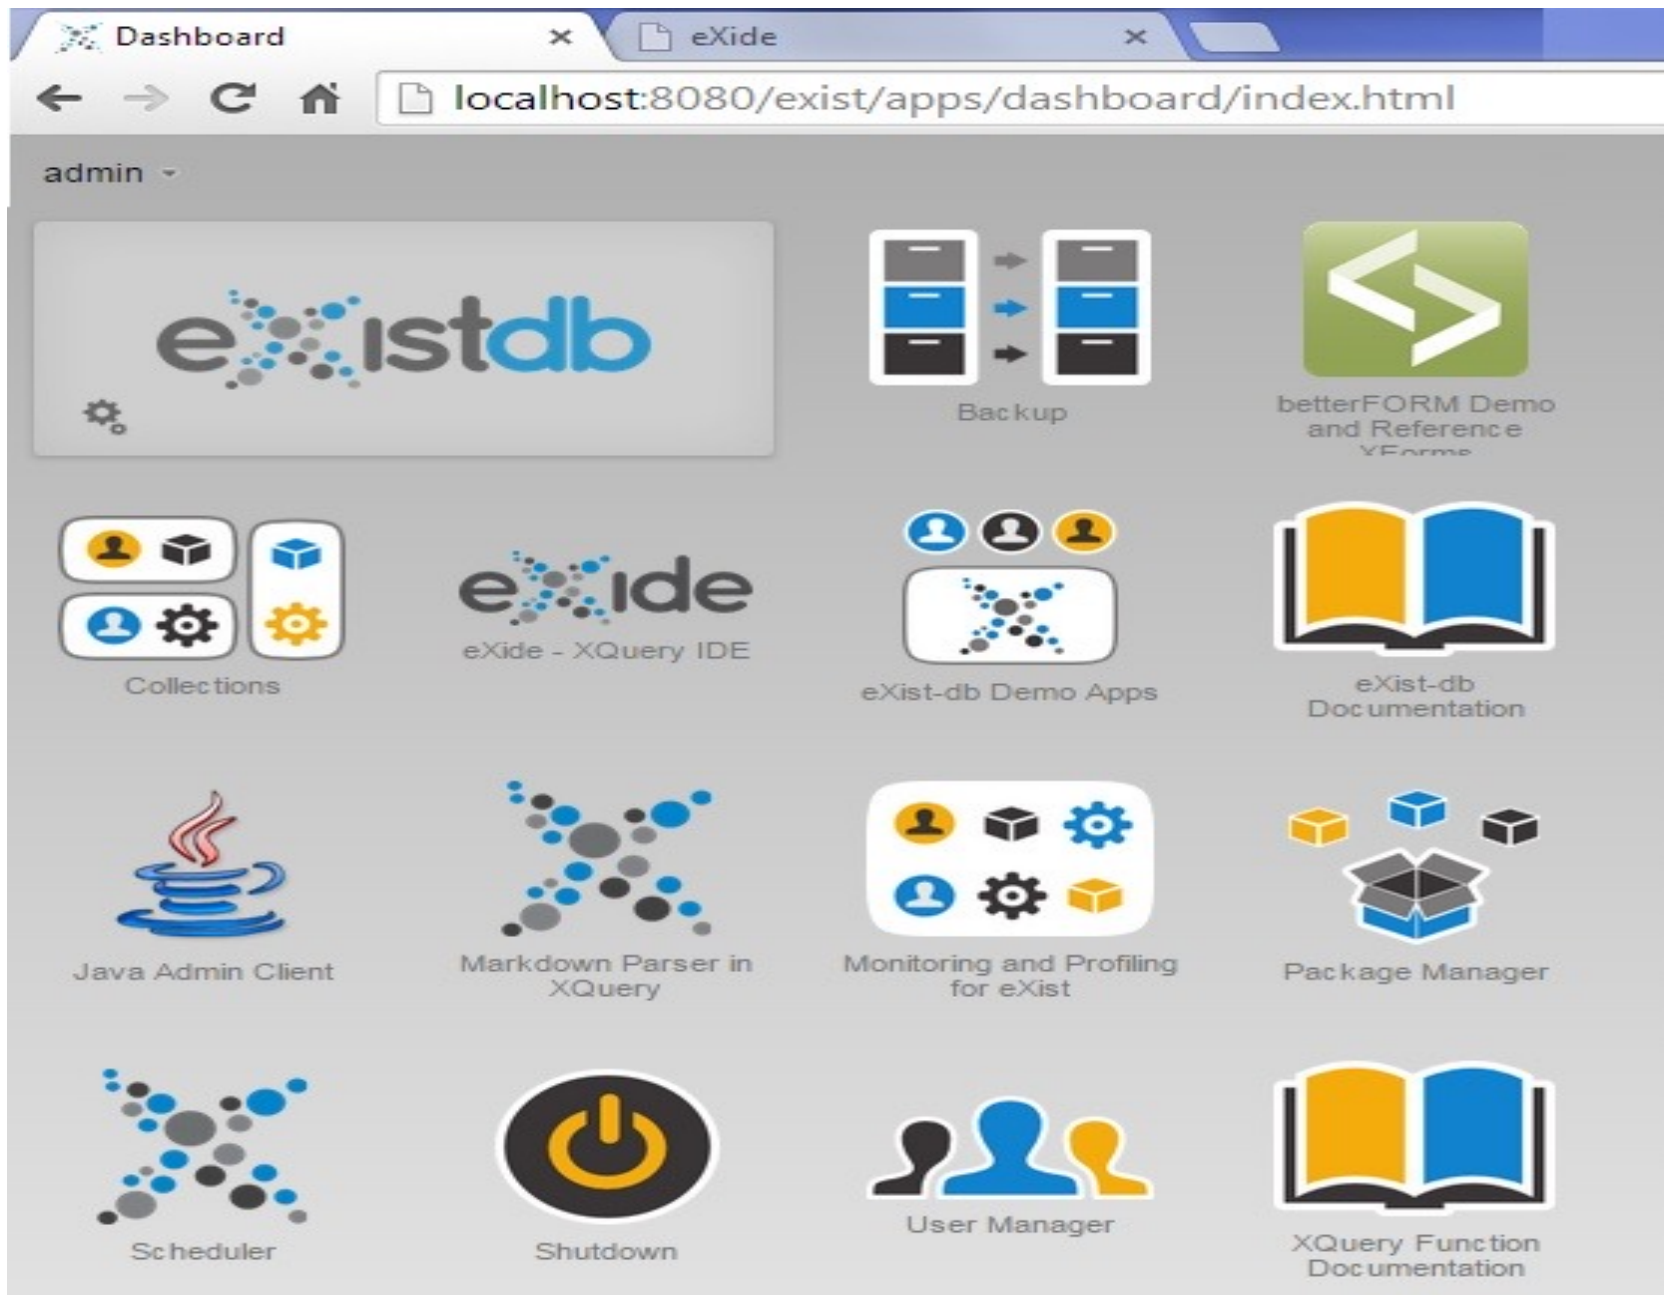 Dashboard
eXide
localhost:8080/exist/apps/dashboard/index.html
admin
eXistdb
Backup
betterFORM Demo
and Reference
XForms
Collections
eXide
eXide - XQuery IDE
eXist-db Demo Apps
eXist-db
Documentation
Java Admin Client
Markdown Parser in
XQuery
Monitoring and Profiling
for eXist
Package Manager
Scheduler
Shutdown
User Manager
XQuery Function
Documentation